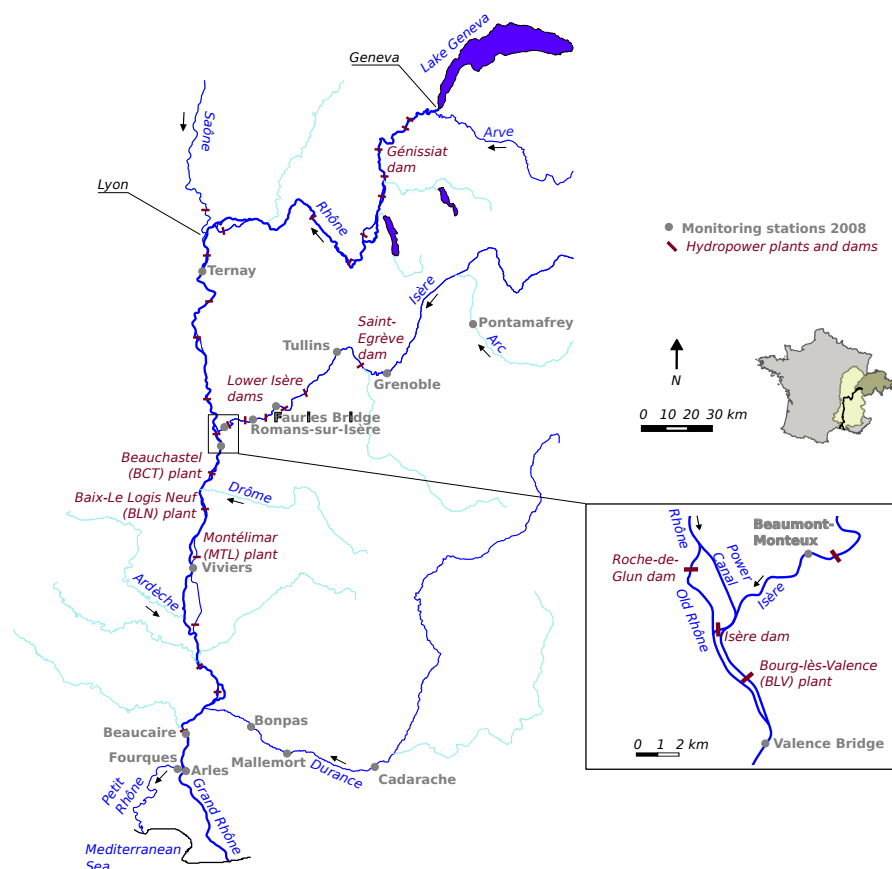 Lake Geneva
Geneva
Saône
Arve
Génissiat
dam
Lyon
Rhône
Monitoring stations 2008
Hydropower plants and dams
Ternay
Isère
Saint-
Egrève
dam
Pontamafrey
Tullins
Arc
Grenoble
N
Lower Isère
dams
0 10 20 30 km
Faurles Bridge
Romans-sur-Isère
Beauchastel
(BCT) plant
Baix-Le Logis Neuf
(BLN) plant
Drôme
Montélimar
(MTL) plant
Viviers
Ardèche
Rhône
Beaumont-
Monteux
Power
Canal
Roche-de-
Glun dam
Isère
Old Rhône
Isère dam
Bourg-lès-Valence
(BLV) plant
0 1 2 km
Valence Bridge
Beaucaire
Bonpas
Fourques
Arles
Mallemort
Durance
Cadarache
Petit
Rhône
Grand Rhône
Mediterranean
Sea